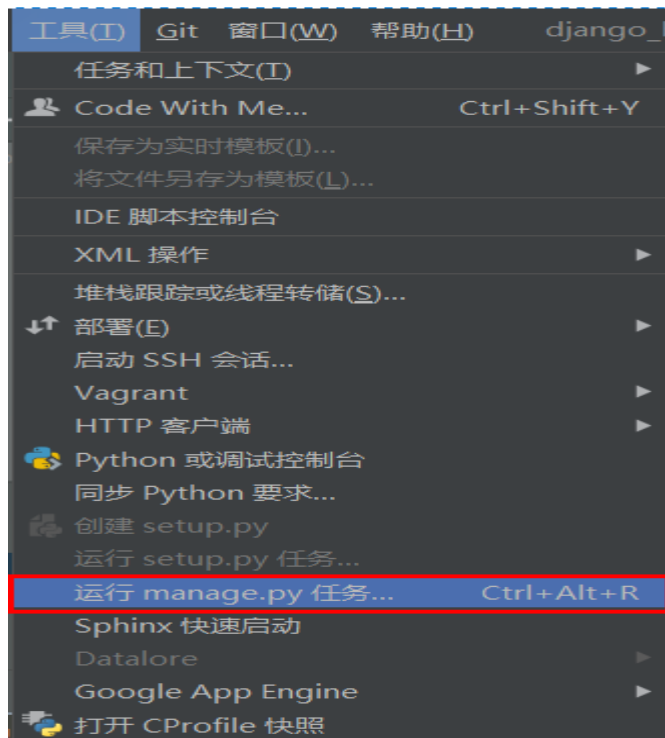 工具(T) Git 窗口(W) 帮助(H) django_
任务和上下文(T)
Code With Me... Ctrl+Shift+Y
保存为实时模板(I)...
将文件另存为模板(L)...
IDE 脚本控制台
XML 操作
堆栈跟踪或线程转储(S)...
部署(E)
启动 SSH 会话...
Vagrant
HTTP 客户端
Python 或调试控制台
同步 Python 要求...
创建 setup.py
运行 setup.py 任务...
运行 manage.py 任务... Ctrl+Alt+R
Sphinx 快速启动
Datalore
Google App Engine
打开 CProfile 快照